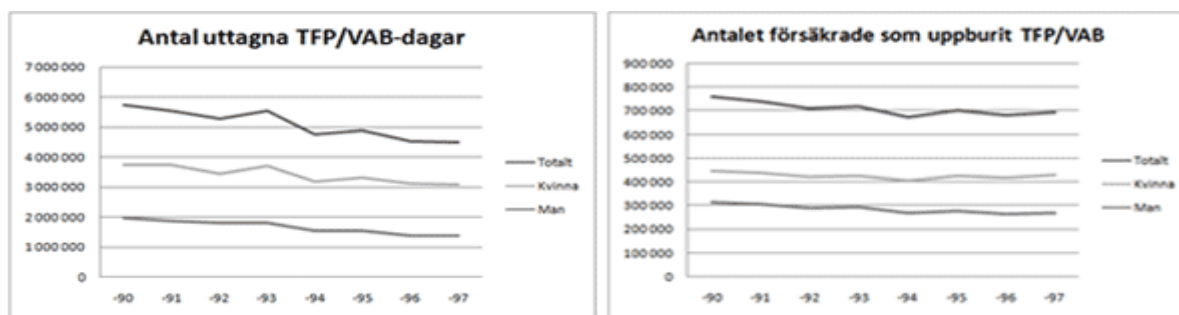 Antal uttagna TFP/VAB-dagar
7 000 000
6 000 000
5 000 000
4 000 000
3 000 000
2 000 000
1 000 000
0
-90 -91 -92 -93 -94 -95 -96 -97
Totalt
Kvinna
Man
Antalet försäkrade som uppburit TFP/VAB
900 000
800 000
700 000
600 000
500 000
400 000
300 000
200 000
100 000
0
-90 -91 -92 -93 -94 -95 -96 -97
Totalt
Kvinna
Man